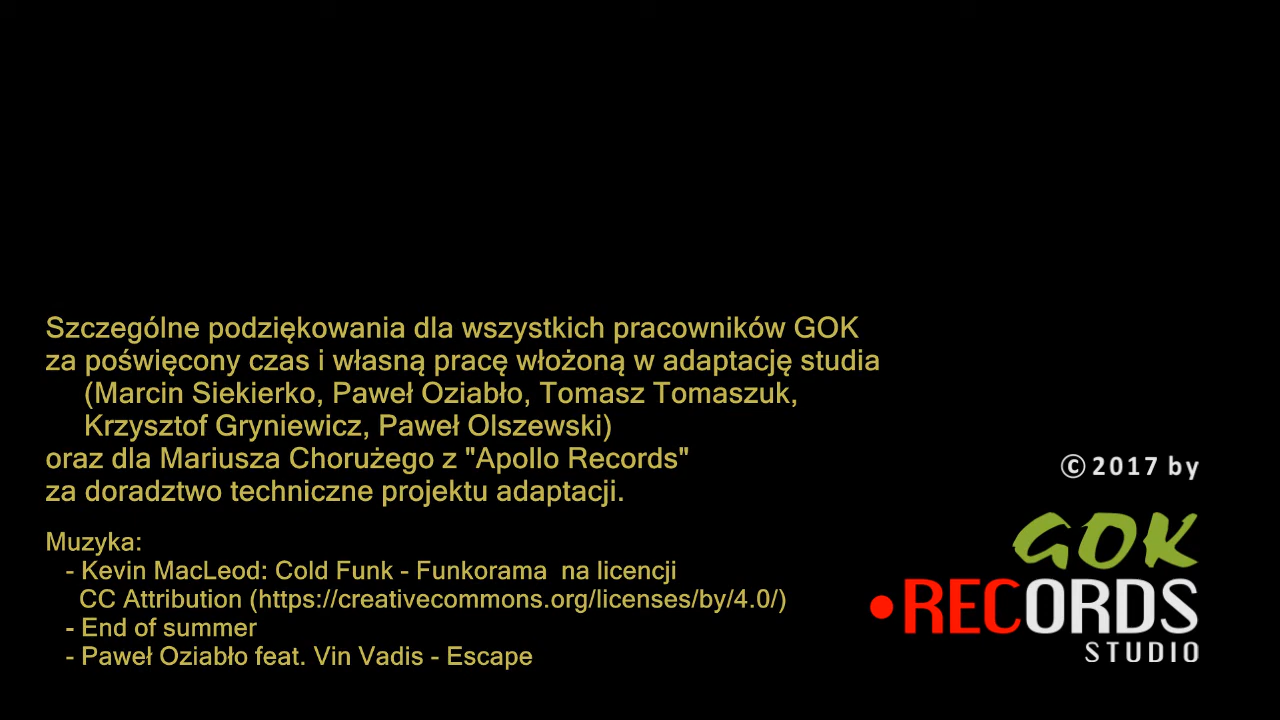 Szczególne podziękowania dla wszystkich pracowników GOK
za poświęcony czas i własną pracę włożoną w adaptację studia
(Marcin Siekierko, Paweł Oziabło, Tomasz Tomaszuk,
Krzysztof Gryniewicz, Paweł Olszewski)
oraz dla Mariusza Chorużego z "Apollo Records"
za doradztwo techniczne projektu adaptacji.
Muzyka:
- Kevin MacLeod: Cold Funk - Funkorama na licencji
CC Attribution (https://creativecommons.org/licenses/by/4.0/)
- End of summer
- Paweł Oziabło feat. Vin Vadis - Escape
© 2017 by
GOK
RECORDS
STUDIO